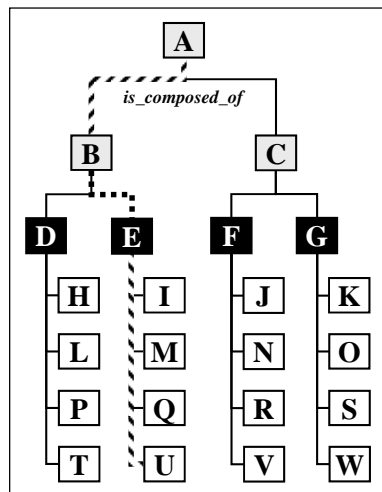 A
is_composed_of
B C
D E F G
H I J K
L M N O
P Q R S
T U V W